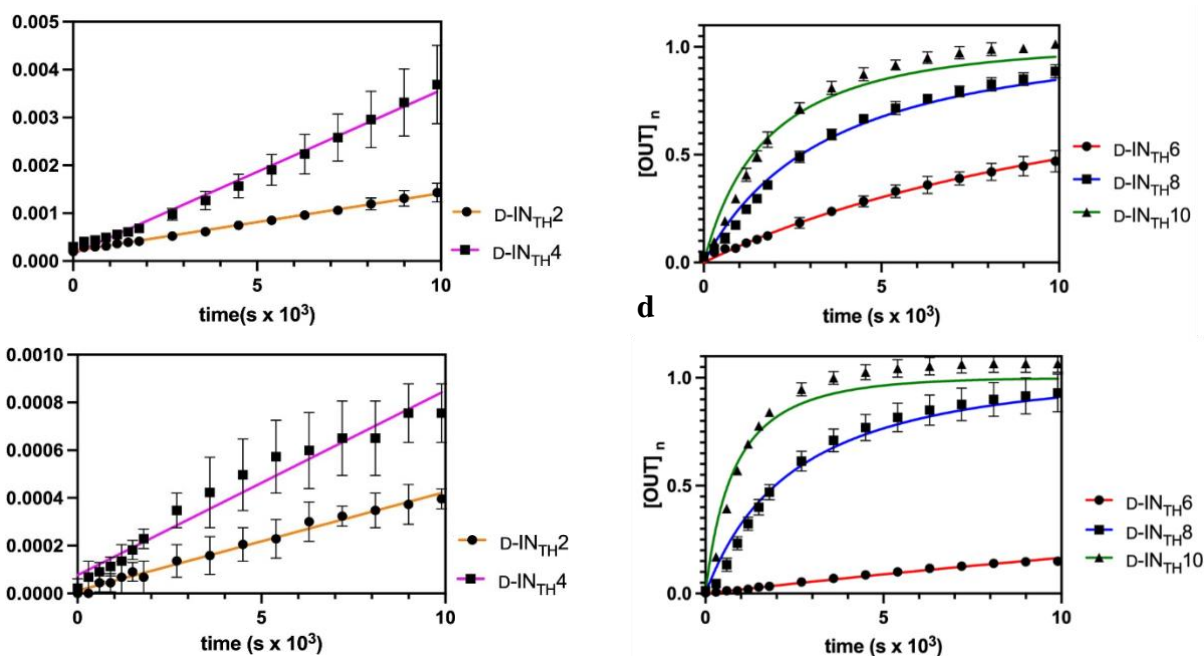 0.005
0.004
0.003
0.002
0.001
0.000
0
5
10
time(s x 10³)
D-IN_TH2
D-IN_TH4
[OUT]_n
1.0
0.5
0.0
0
5
10
time(s x 10³)
D-IN_TH6
D-IN_TH8
D-IN_TH10
d
0.0010
0.0008
0.0006
0.0004
0.0002
0.0000
0
5
10
time (s x 10³)
D-IN_TH2
D-IN_TH4
[OUT]_n
1.0
0.5
0.0
0
5
10
time (s x 10³)
D-IN_TH6
D-IN_TH8
D-IN_TH10